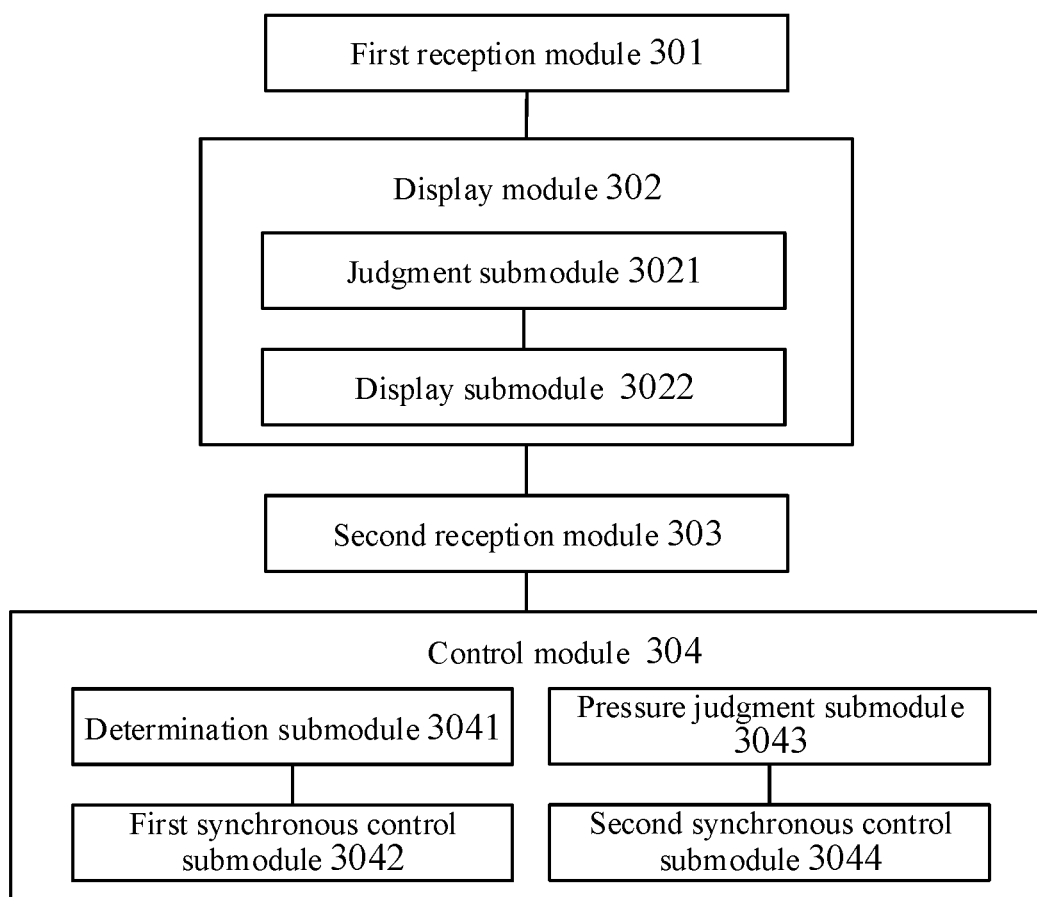 First reception module 301
Display module 302
Judgment submodule 3021
Display submodule 3022
Second reception module 303
Control module 304
Determination submodule 3041
First synchronous control
submodule 3042
Pressure judgment submodule
3043
Second synchronous control
submodule 3044